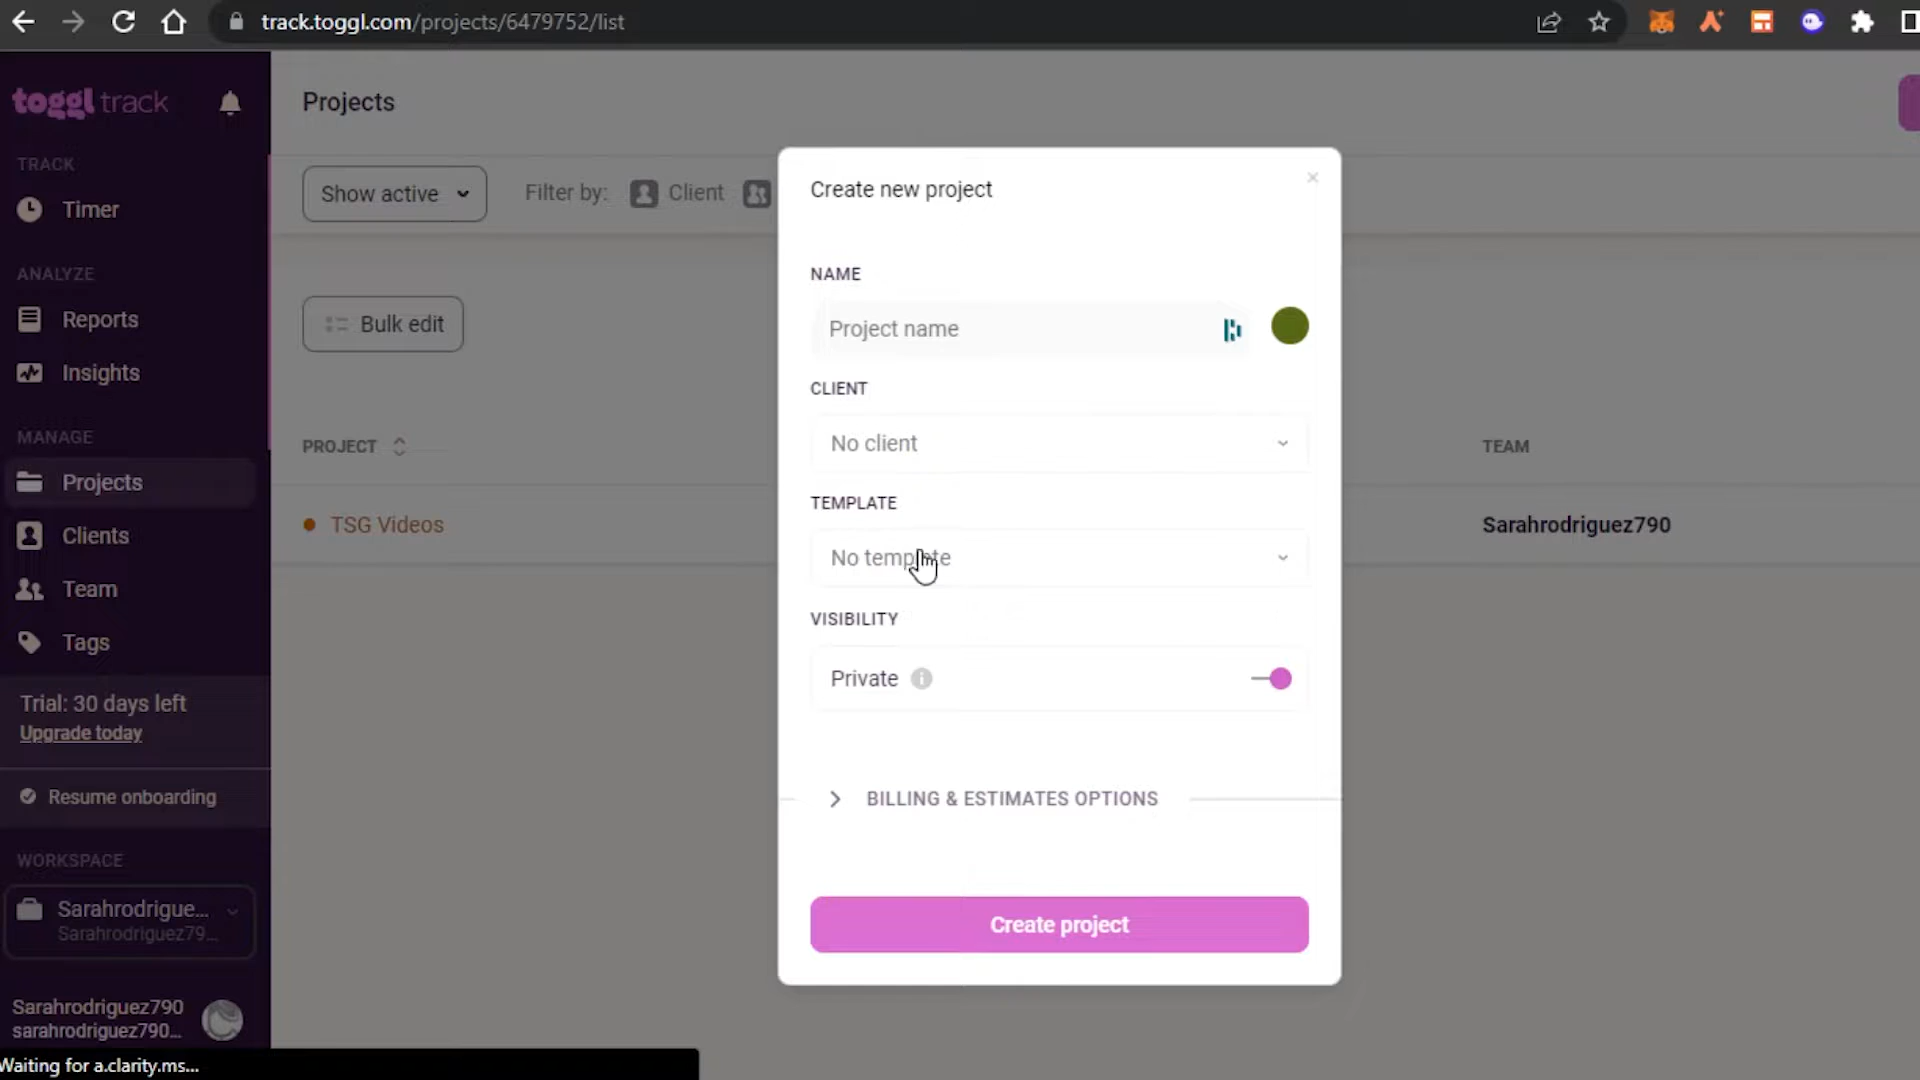 track.toggl.com/projects/6479752/list
toggl track
TRACK
Timer
ANALYZE
Reports
Insights
MANAGE
Projects
Clients
Team
Tags
Trial: 30 days left
Upgrade today
Resume onboarding
WORKSPACE
Sarahrodrigue...
Sarahrodriguez79...
Sarahrodriguez790
sarahrodriguez790...
Waiting for a.clarity.ms...
Projects
Show active
Filter by:
Client
Bulk edit
PROJECT
TEAM
TSG Videos
Sarahrodriguez790
Create new project
×
NAME
Project name
CLIENT
No client
TEMPLATE
No template
VISIBILITY
Private
BILLING & ESTIMATES OPTIONS
Create project